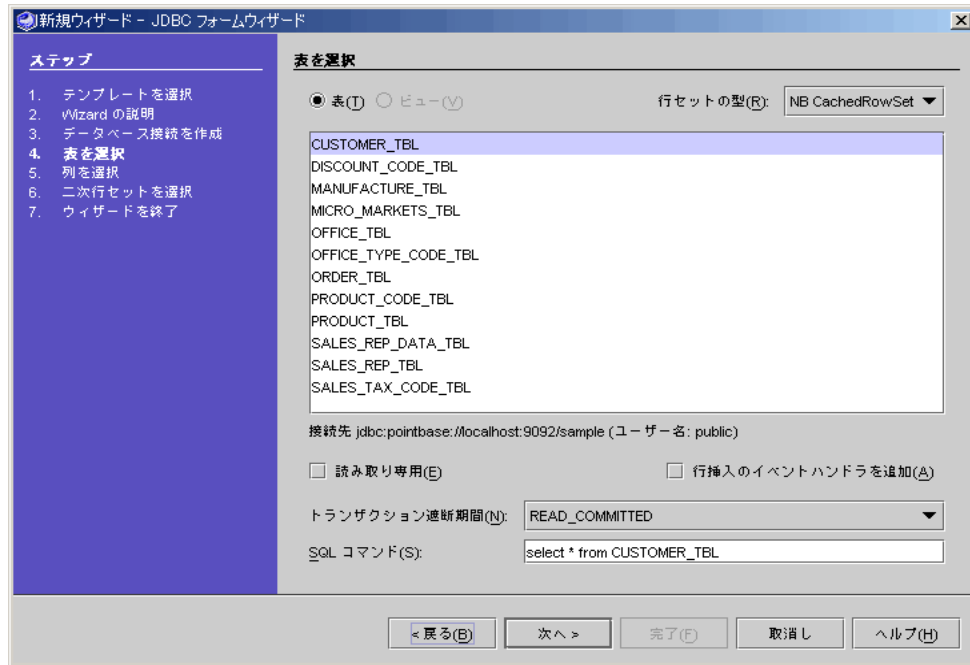 新規ウィザード - JDBC フォームウィザード
ステップ
1. テンプレートを選択
2. Wizard の説明
3. データベース接続を作成
4. 表を選択
5. 列を選択
6. 二次行セットを選択
7. ウィザードを終了
表を選択
表(T) ビュー(V) 行セットの型(R): NB CachedRowSet
CUSTOMER_TBL
DISCOUNT_CODE_TBL
MANUFACTURE_TBL
MICRO_MARKETS_TBL
OFFICE_TBL
OFFICE_TYPE_CODE_TBL
ORDER_TBL
PRODUCT_CODE_TBL
PRODUCT_TBL
SALES_REP_DATA_TBL
SALES_REP_TBL
SALES_TAX_CODE_TBL
接続先 jdbc:pointbase://localhost:9092/sample (ユーザー名: public)
読み取り専用(E) 行挿入のイベントハンドラを追加(A)
トランザクション遮断期間(N): READ_COMMITTED
SQL コマンド(S): select * from CUSTOMER_TBL
< 戻る(B) 次へ > 完了(F) 取消し ヘルプ(H)